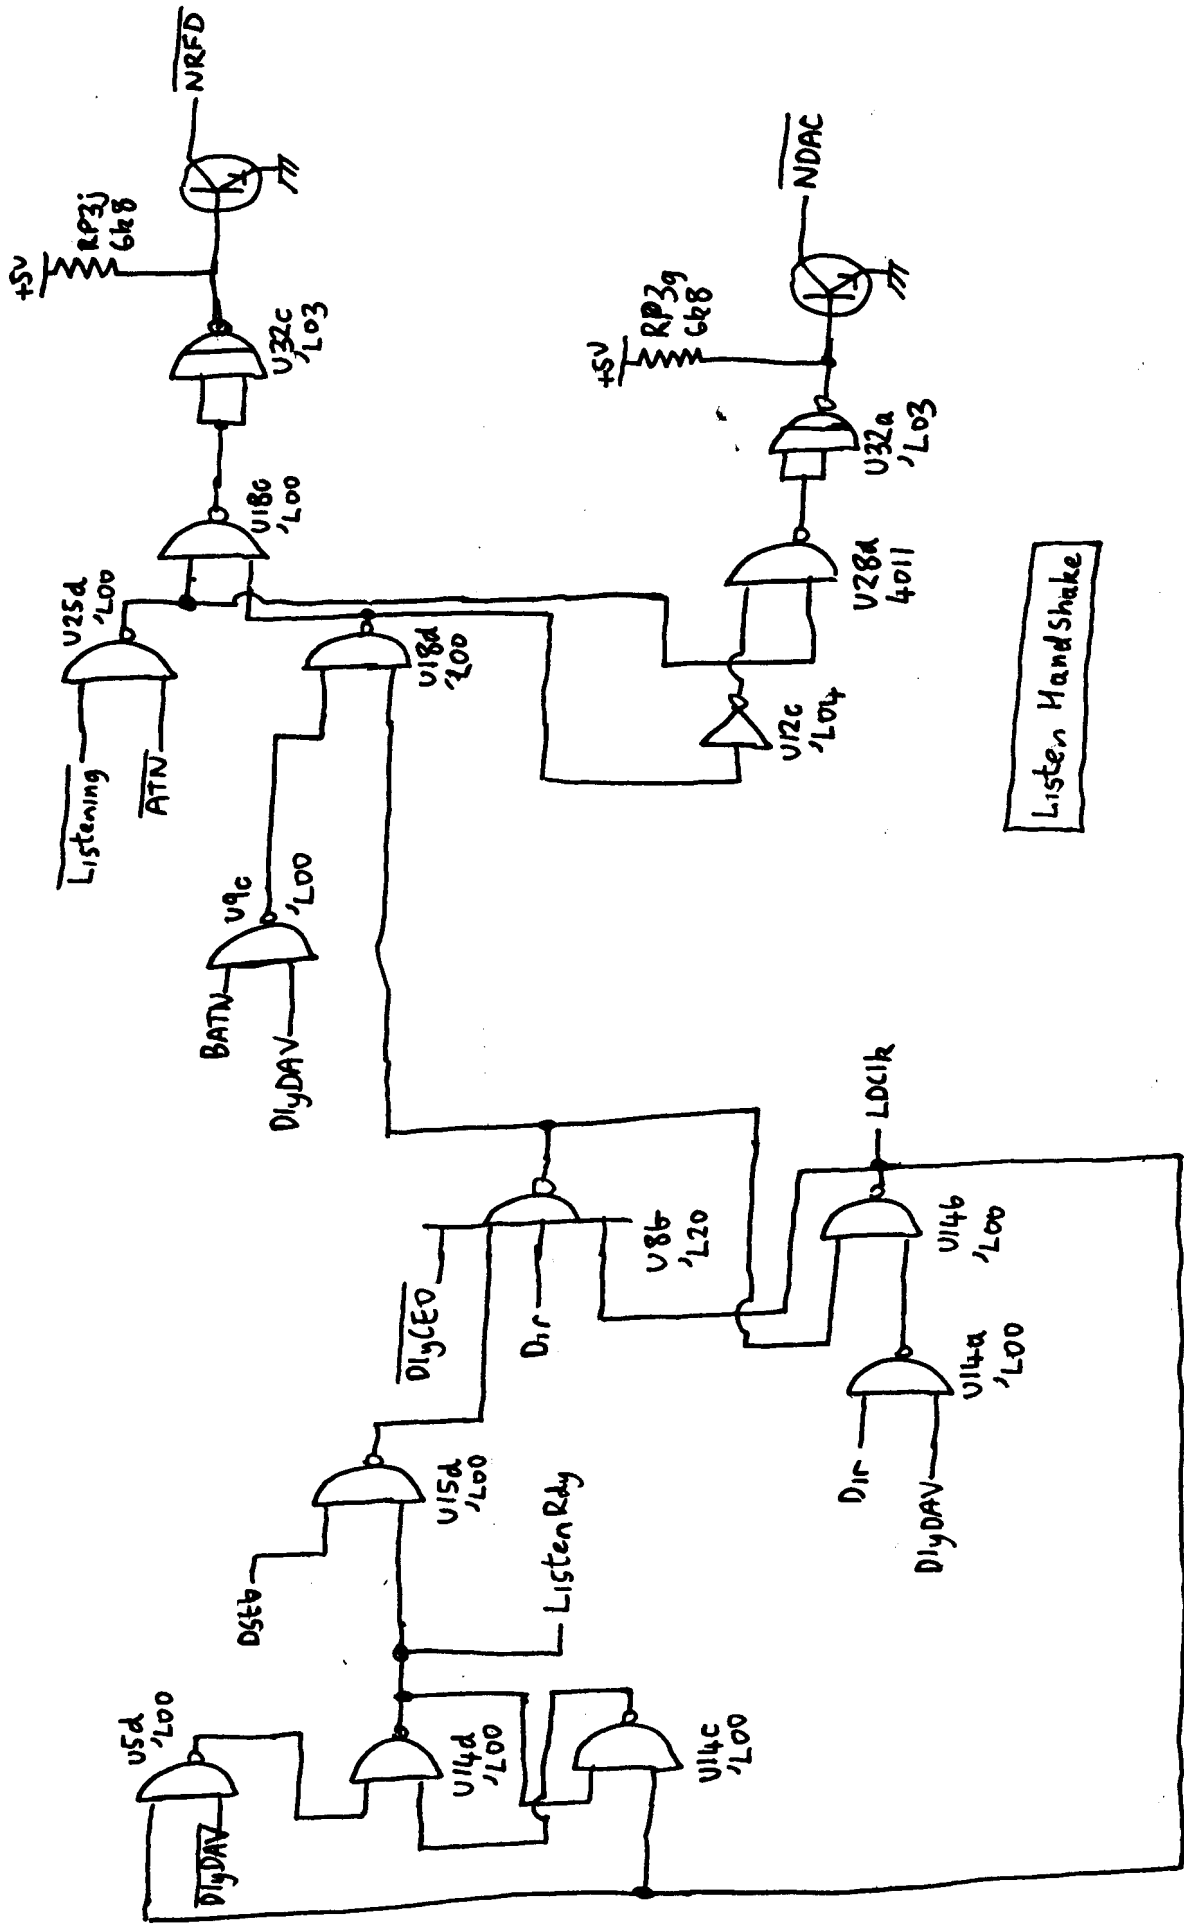 U5d
'L00
DlyDAV
U14d
'L00
U14c
'L00
DStb
U15d
'L00
ListenRdy
DlyCEO
Dir
U8b
'L20
Dir
DlyDAV
U14a
'L00
U14b
'L00
LDClk
BATN
DlyDAV
U9c
'L00
Listening
ATN
U25d
'L00
U18d
'L00
U18c
'L00
U12c
'L04
U28d
4011
U32c
'L03
U32a
'L03
+5V
RP3j
6k8
+5V
RP3g
6k8
NRFD
NDAC
Listen Handshake